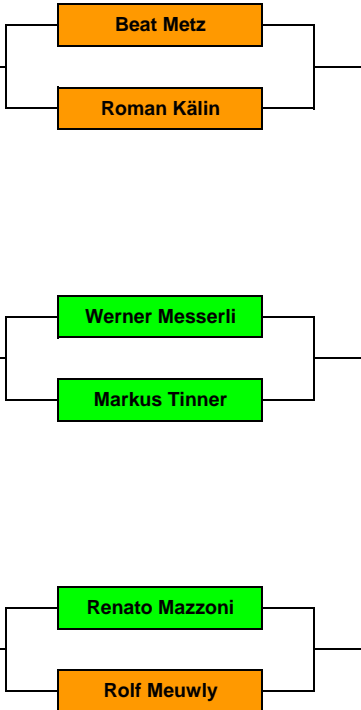 Beat Metz
Roman Kälin
Werner Messerli
Markus Tinner
Renato Mazzoni
Rolf Meuwly